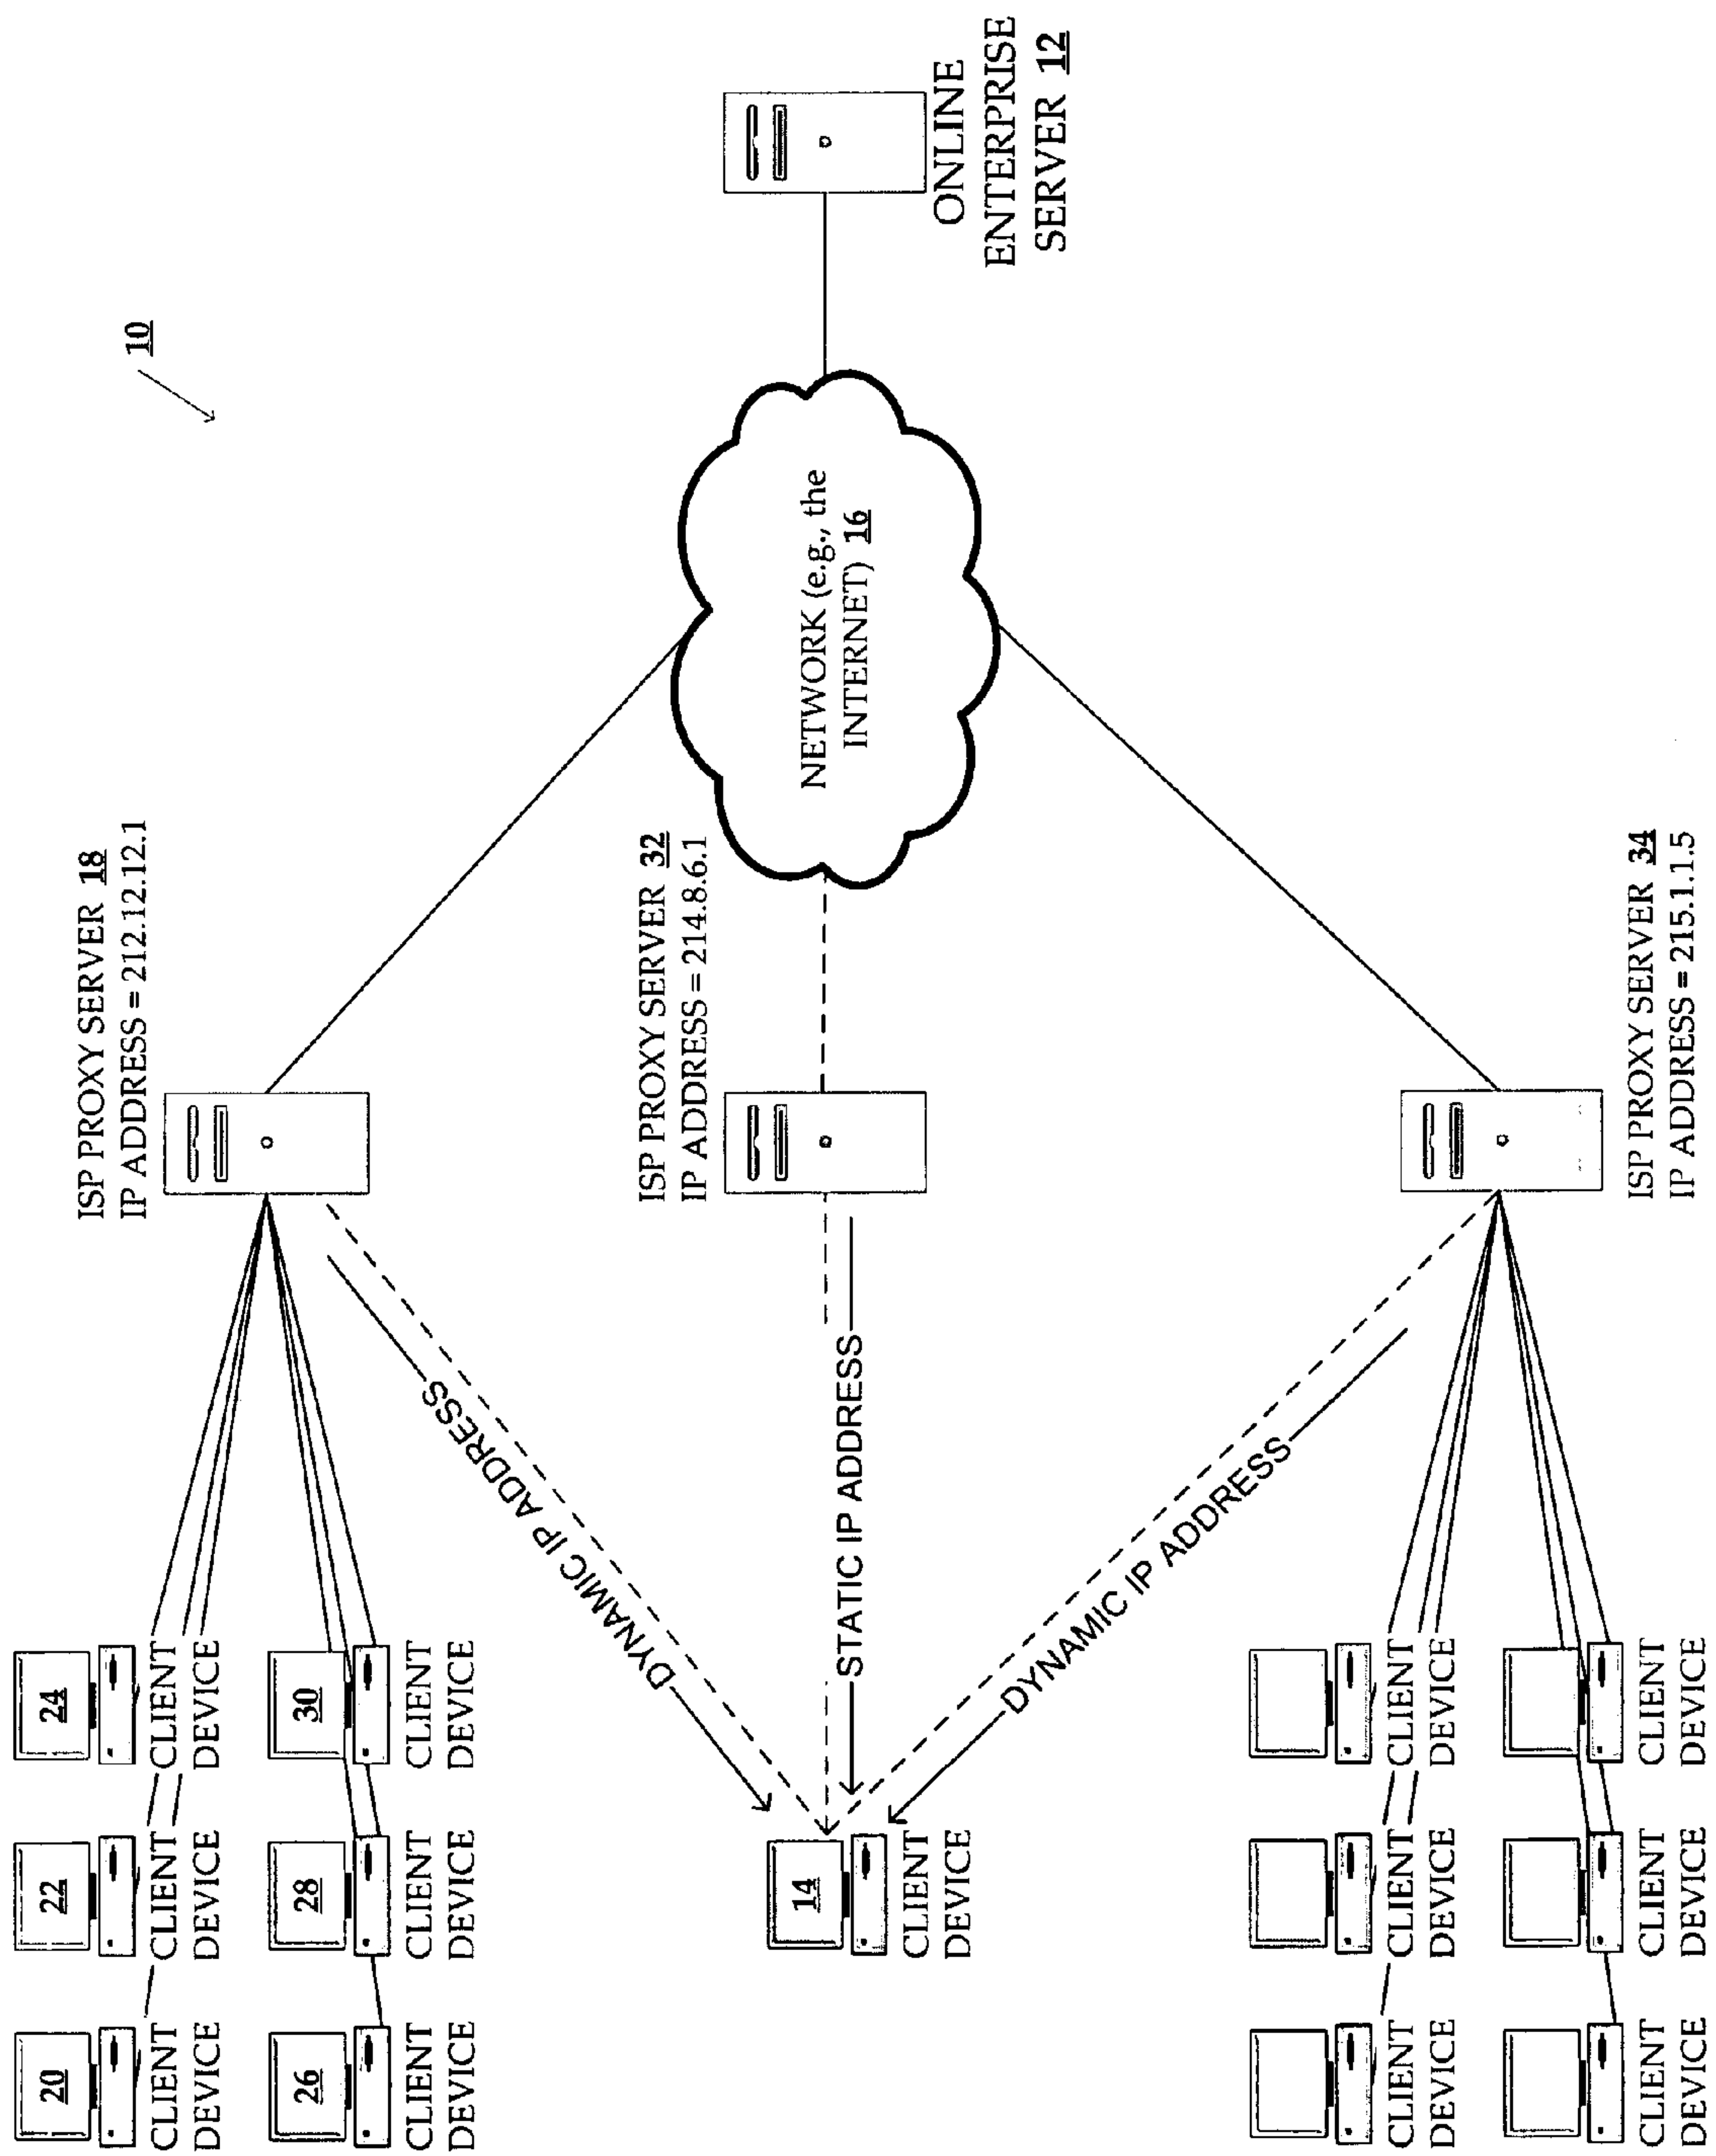 10
ISP PROXY SERVER 18
IP ADDRESS = 212.12.12.1
ISP PROXY SERVER 32
IP ADDRESS = 214.8.6.1
ISP PROXY SERVER 34
IP ADDRESS = 215.1.1.5
NETWORK (e.g., the
INTERNET) 16
ONLINE
ENTERPRISE
SERVER 12
20
CLIENT
DEVICE
22
CLIENT
DEVICE
24
CLIENT
DEVICE
26
CLIENT
DEVICE
28
CLIENT
DEVICE
30
CLIENT
DEVICE
DYNAMIC IP ADDRESS
STATIC IP ADDRESS
DYNAMIC IP ADDRESS
14
CLIENT
DEVICE
CLIENT
DEVICE
CLIENT
DEVICE
CLIENT
DEVICE
CLIENT
DEVICE
CLIENT
DEVICE
CLIENT
DEVICE